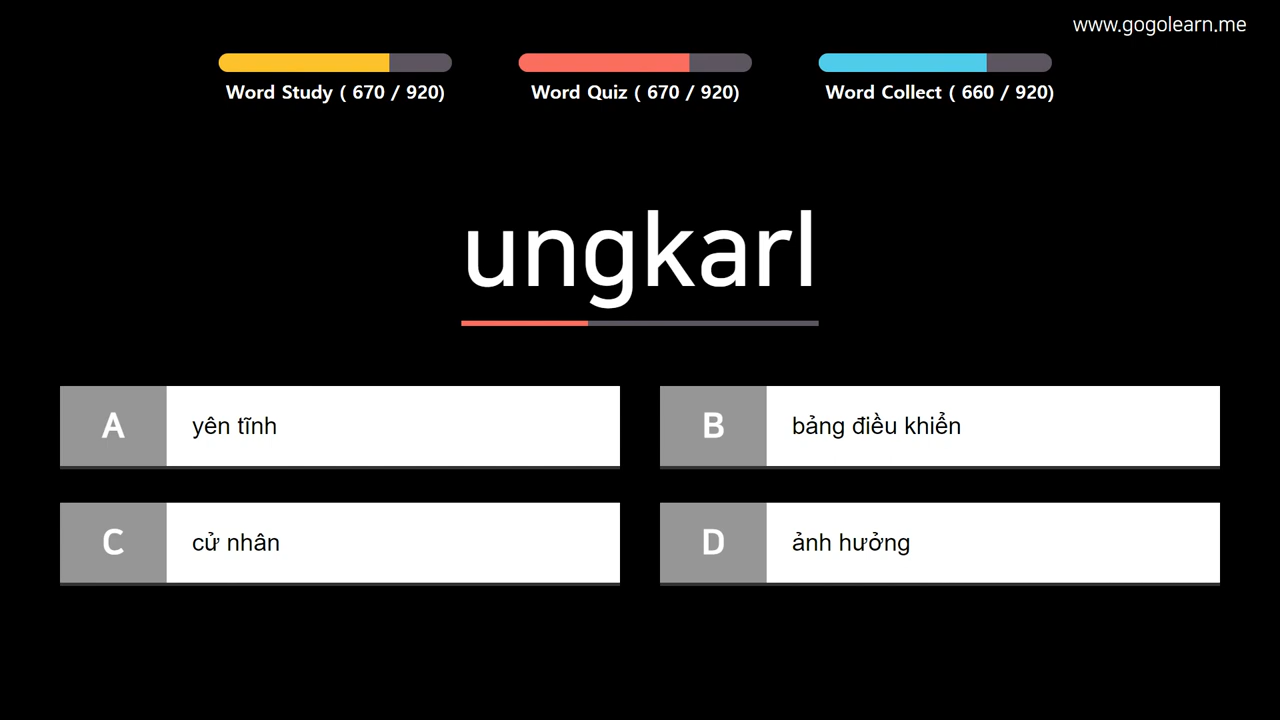 www.gogolearn.me
Word Study ( 670 / 920)
Word Quiz ( 670 / 920)
Word Collect ( 660 / 920)
ungkarl
A yên tĩnh
B bảng điều khiển
C cử nhân
D ảnh hưởng